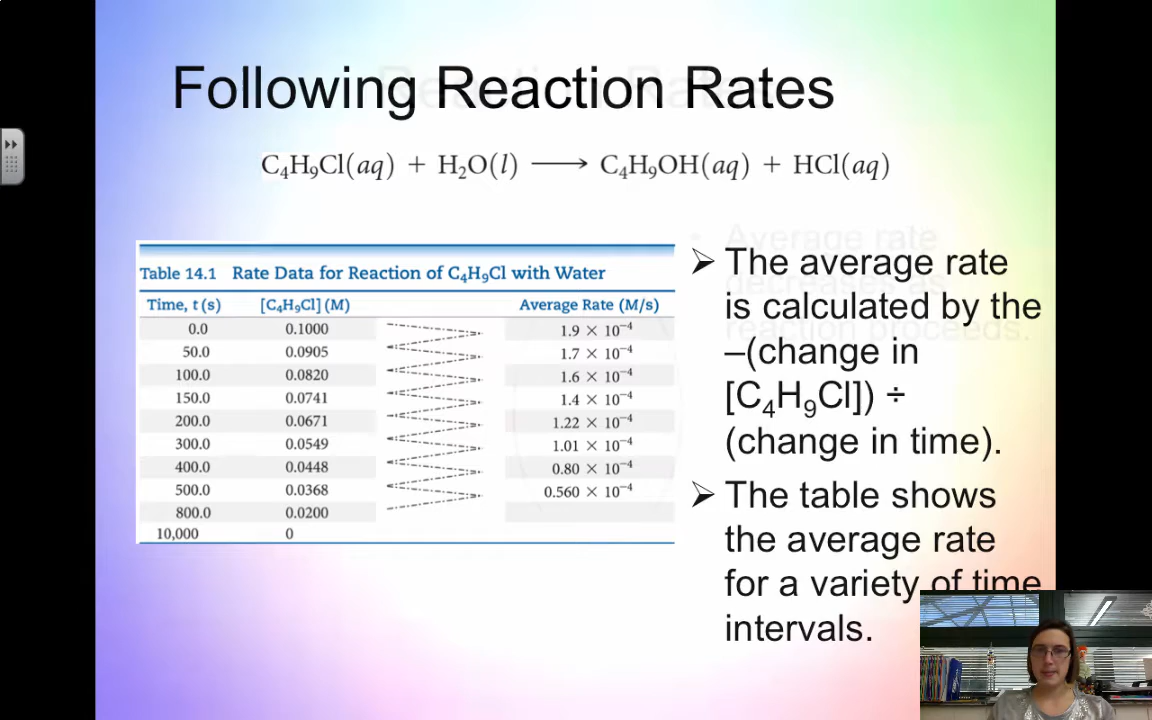 Following Reaction Rates
C₄H₉Cl(aq) + H₂O(l) ⟶ C₄H₉OH(aq) + HCl(aq)
Table 14.1 Rate Data for Reaction of C₄H₉Cl with Water
Time, t (s) [C₄H₉Cl] (M) Average Rate (M/s)
0.0 0.1000 1.9 × 10⁻⁴
50.0 0.0905 1.7 × 10⁻⁴
100.0 0.0820 1.6 × 10⁻⁴
150.0 0.0741 1.4 × 10⁻⁴
200.0 0.0671 1.22 × 10⁻⁴
300.0 0.0549 1.01 × 10⁻⁴
400.0 0.0448 0.80 × 10⁻⁴
500.0 0.0368 0.560 × 10⁻⁴
800.0 0.0200
10,000 0
➢ The average rate
is calculated by the
–(change in
[C₄H₉Cl]) ÷
(change in time).
➢ The table shows
the average rate
for a variety of time
intervals.
• Average rate
decreases as
reaction proceeds.